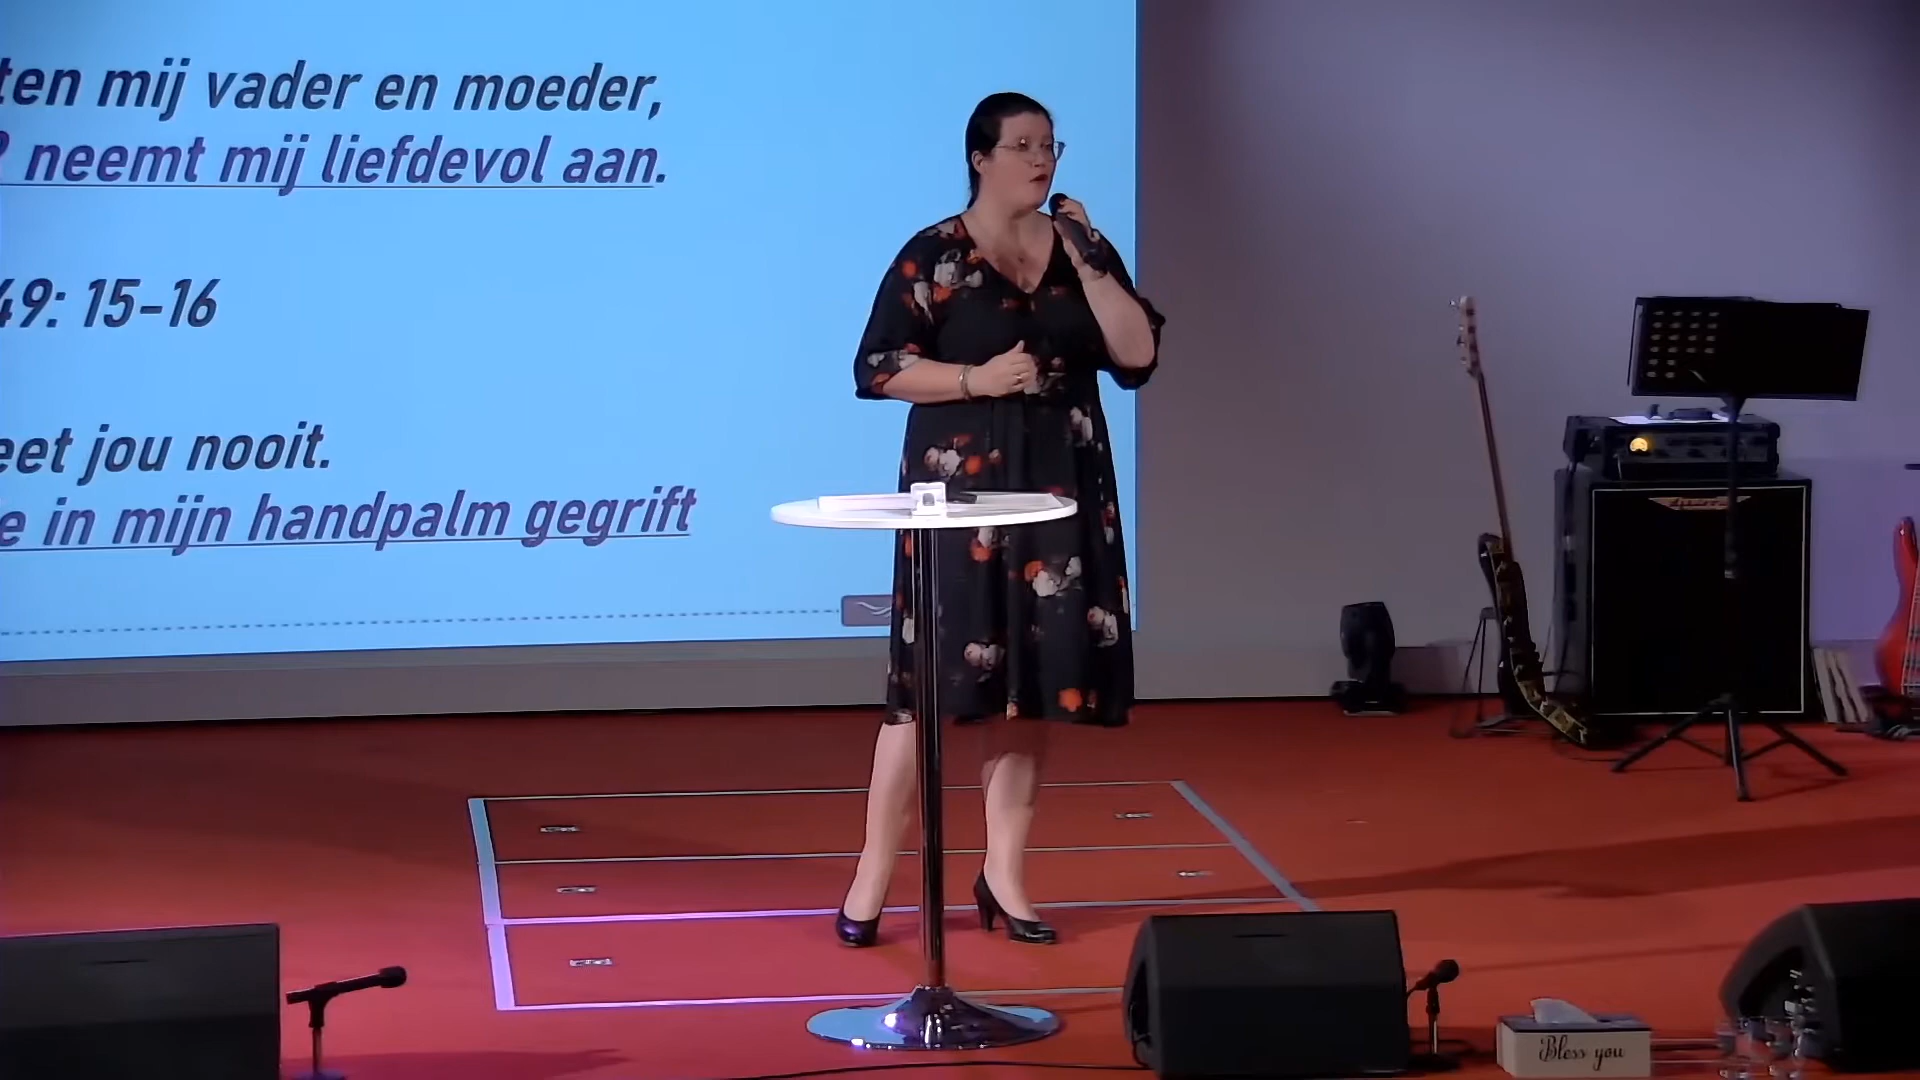 ten mij vader en moeder,
neemt mij liefdevol aan.
49: 15-16
eet jou nooit.
e in mijn handpalm gegrift
Bless you